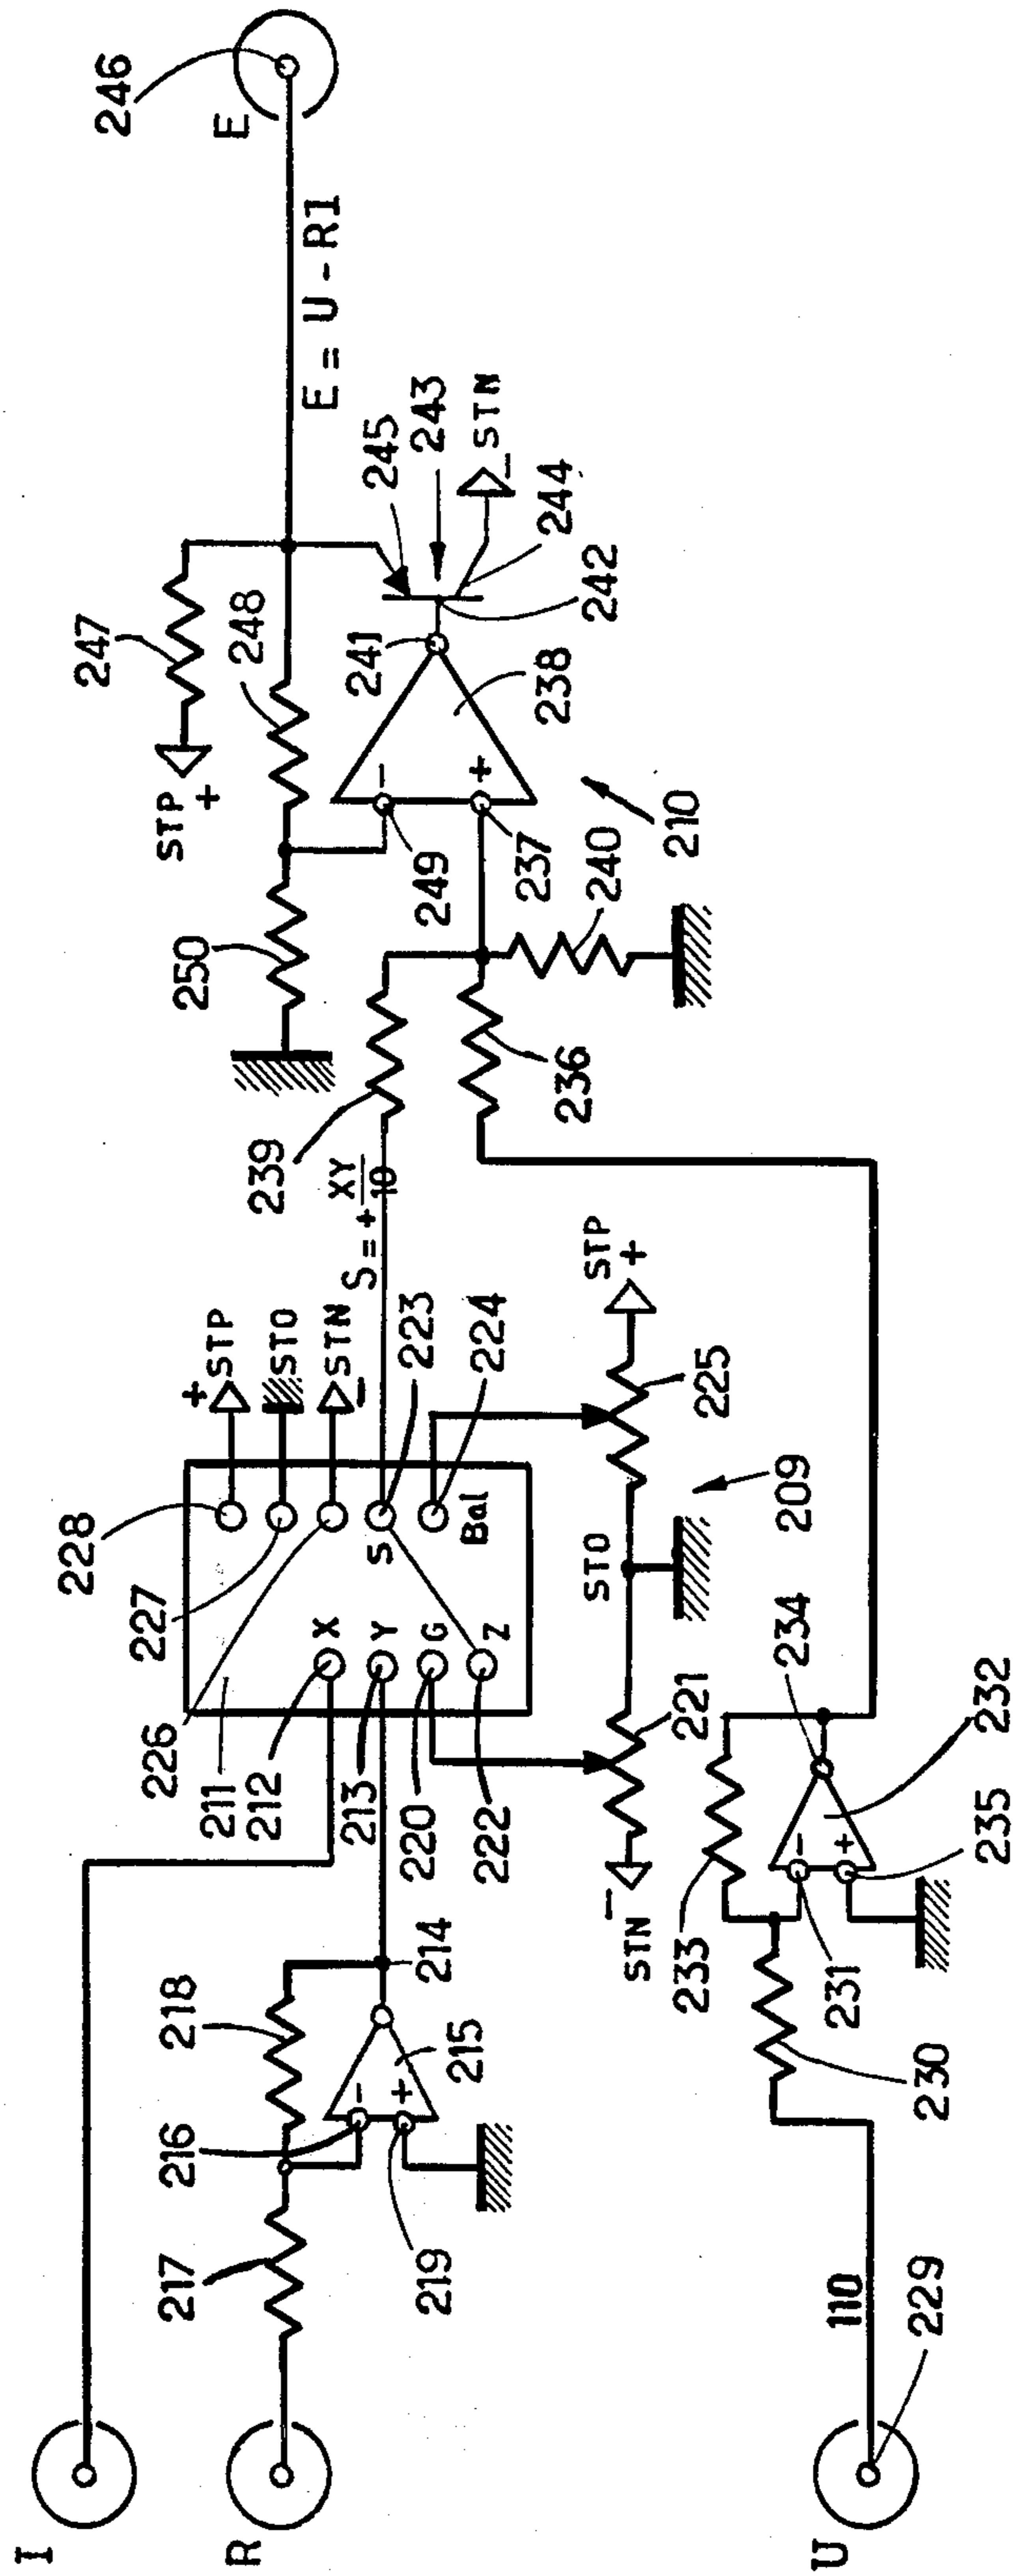 I
R
U
110
229
217
216
218
219
215
214
230
231
233
232
235
234
228
227
226
211
212
213
220
222
X
Y
G
Z
S
Bal
+
STP
STO
STN
-
223
224
S = + XY/10
STN
-
221
STO
225
STP
+
209
239
236
250
240
249
237
210
STP
+
247
248
-
+
238
241
242
243
244
245
STN
-
E = U - RI
E
246
-
+
-
+